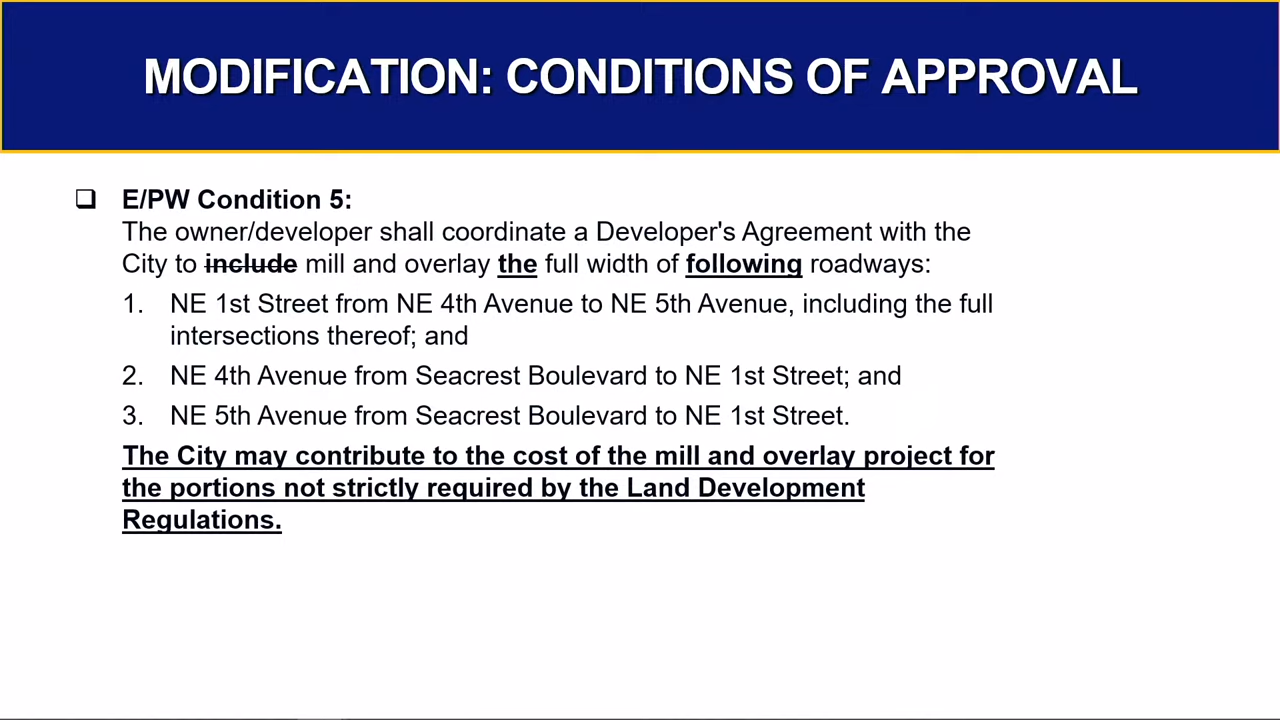 MODIFICATION: CONDITIONS OF APPROVAL
E/PW Condition 5:
The owner/developer shall coordinate a Developer's Agreement with the
City to include mill and overlay the full width of following roadways:
1. NE 1st Street from NE 4th Avenue to NE 5th Avenue, including the full
intersections thereof; and
2. NE 4th Avenue from Seacrest Boulevard to NE 1st Street; and
3. NE 5th Avenue from Seacrest Boulevard to NE 1st Street.
The City may contribute to the cost of the mill and overlay project for
the portions not strictly required by the Land Development
Regulations.